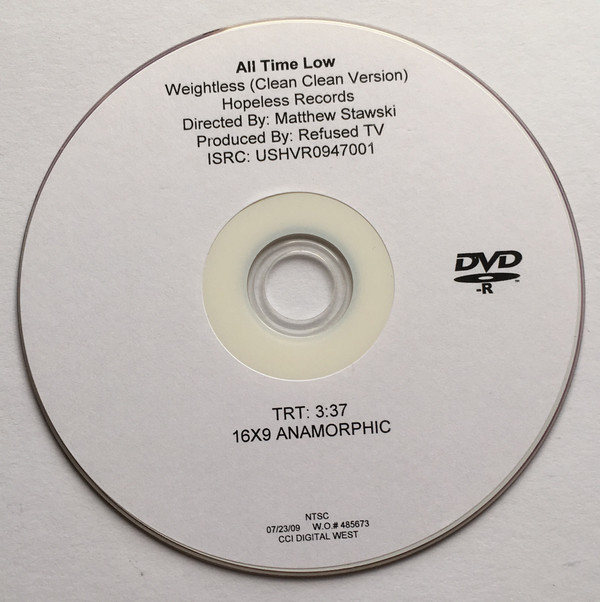 All Time Low
Weightless (Clean Clean Version)
Hopeless Records
Directed By: Matthew Stawski
Produced By: Refused TV
ISRC: USHVR0947001
DVD
-R
TRT: 3:37
16X9 ANAMORPHIC
NTSC
07/23/09 W.O.# 485673
CCI DIGITAL WEST